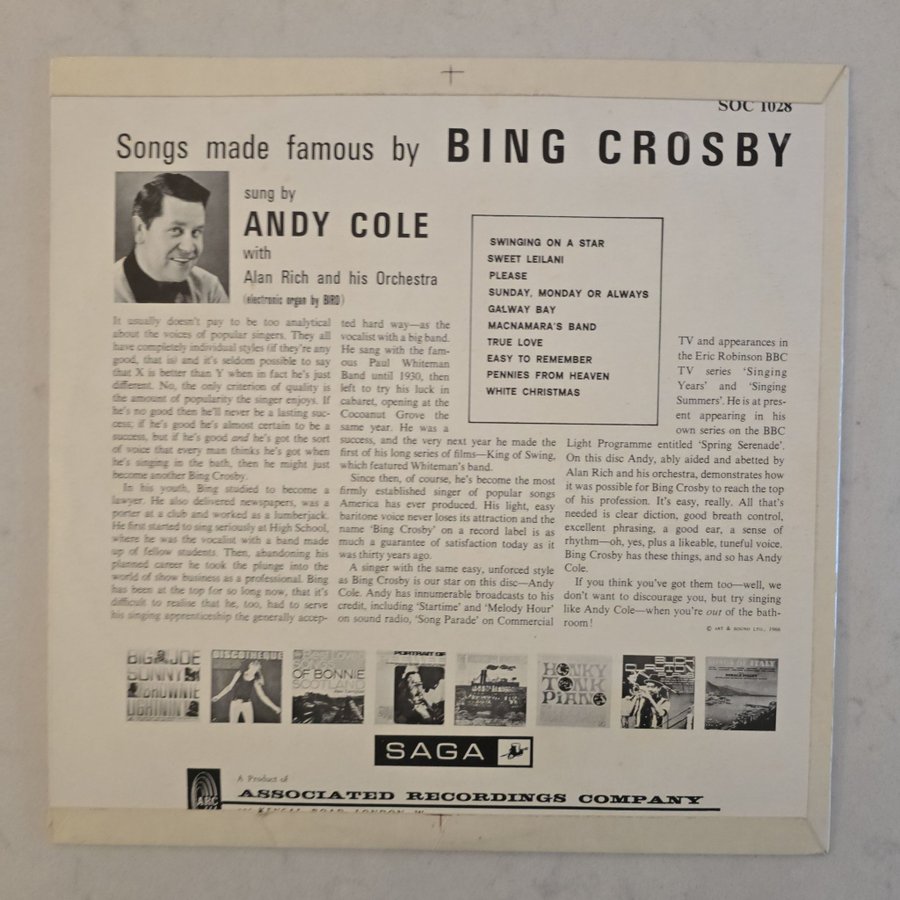 SOC 1028
Songs made famous by BING CROSBY
sung by
ANDY COLE
with
Alan Rich and his Orchestra
(electronic organ by BIRD)
SWINGING ON A STAR
SWEET LEILANI
PLEASE
SUNDAY, MONDAY OR ALWAYS
GALWAY BAY
MACNAMARA'S BAND
TRUE LOVE
EASY TO REMEMBER
PENNIES FROM HEAVEN
WHITE CHRISTMAS
It usually doesn't pay to be too analytical
about the voices of popular singers. They all
have completely individual styles (if they're any
good, that is) and it's seldom possible to say
that X is better than Y when in fact he's just
different. No, the only criterion of quality is
the amount of popularity the singer enjoys. If
he's no good then he'll never be a lasting suc-
cess; if he's good he's almost certain to be a
success, but if he's good and he's got the sort
of voice that every man thinks he's got when
he's singing in the bath, then he might just
become another Bing Crosby.
In his youth, Bing studied to become a
lawyer. He also delivered newspapers, was a
porter at a club and worked as a lumberjack.
He first started to sing seriously at High School,
where he was the vocalist with a band made
up of fellow students. Then, abandoning his
planned career he took the plunge into the
world of show business as a professional. Bing
has been at the top for so long now, that it's
difficult to realise that he, too, had to serve
his singing apprenticeship the generally accep-
ted hard way—as the
vocalist with a big band.
He sang with the fam-
ous Paul Whiteman
Band until 1930, then
left to try his luck in
cabaret, opening at the
Cocoanut Grove the
same year. He was a
success, and the very next year he made the
first of his long series of films—King of Swing,
which featured Whiteman's band.
Since then, of course, he's become the most
firmly established singer of popular songs
America has ever produced. His light, easy
baritone voice never loses its attraction and the
name 'Bing Crosby' on a record label is as
much a guarantee of satisfaction today as it
was thirty years ago.
A singer with the same easy, unforced style
as Bing Crosby is our star on this disc—Andy
Cole. Andy has innumerable broadcasts to his
credit, including 'Startime' and 'Melody Hour'
on sound radio, 'Song Parade' on Commercial
TV and appearances in
the Eric Robinson BBC
TV series 'Singing
Years' and 'Singing
Summers'. He is at pres-
ent appearing in his
own series on the BBC
Light Programme entitled 'Spring Serenade'.
On this disc Andy, ably aided and abetted by
Alan Rich and his orchestra, demonstrates how
it was possible for Bing Crosby to reach the top
of his profession. It's easy, really. All that's
needed is clear diction, good breath control,
excellent phrasing, a good ear, a sense of
rhythm—oh, yes, plus a likeable, tuneful voice.
Bing Crosby has these things, and so has Andy
Cole.
If you think you've got them too—well, we
don't want to discourage you, but try singing
like Andy Cole—when you're out of the bath-
room!
© ART & SOUND LTD., 1966
BIG JOE
SONNY
BROWNIE
LIGHTNIN
DISCOTHEQUE
SONGS
OF BONNIE
SCOTLAND
PORTRAIT OF
HONKY
TONK
PIANO
SONGS OF ITALY
SAGA
ARC
A Product of
ASSOCIATED RECORDINGS COMPANY
KENSAL ROAD, LONDON, W.